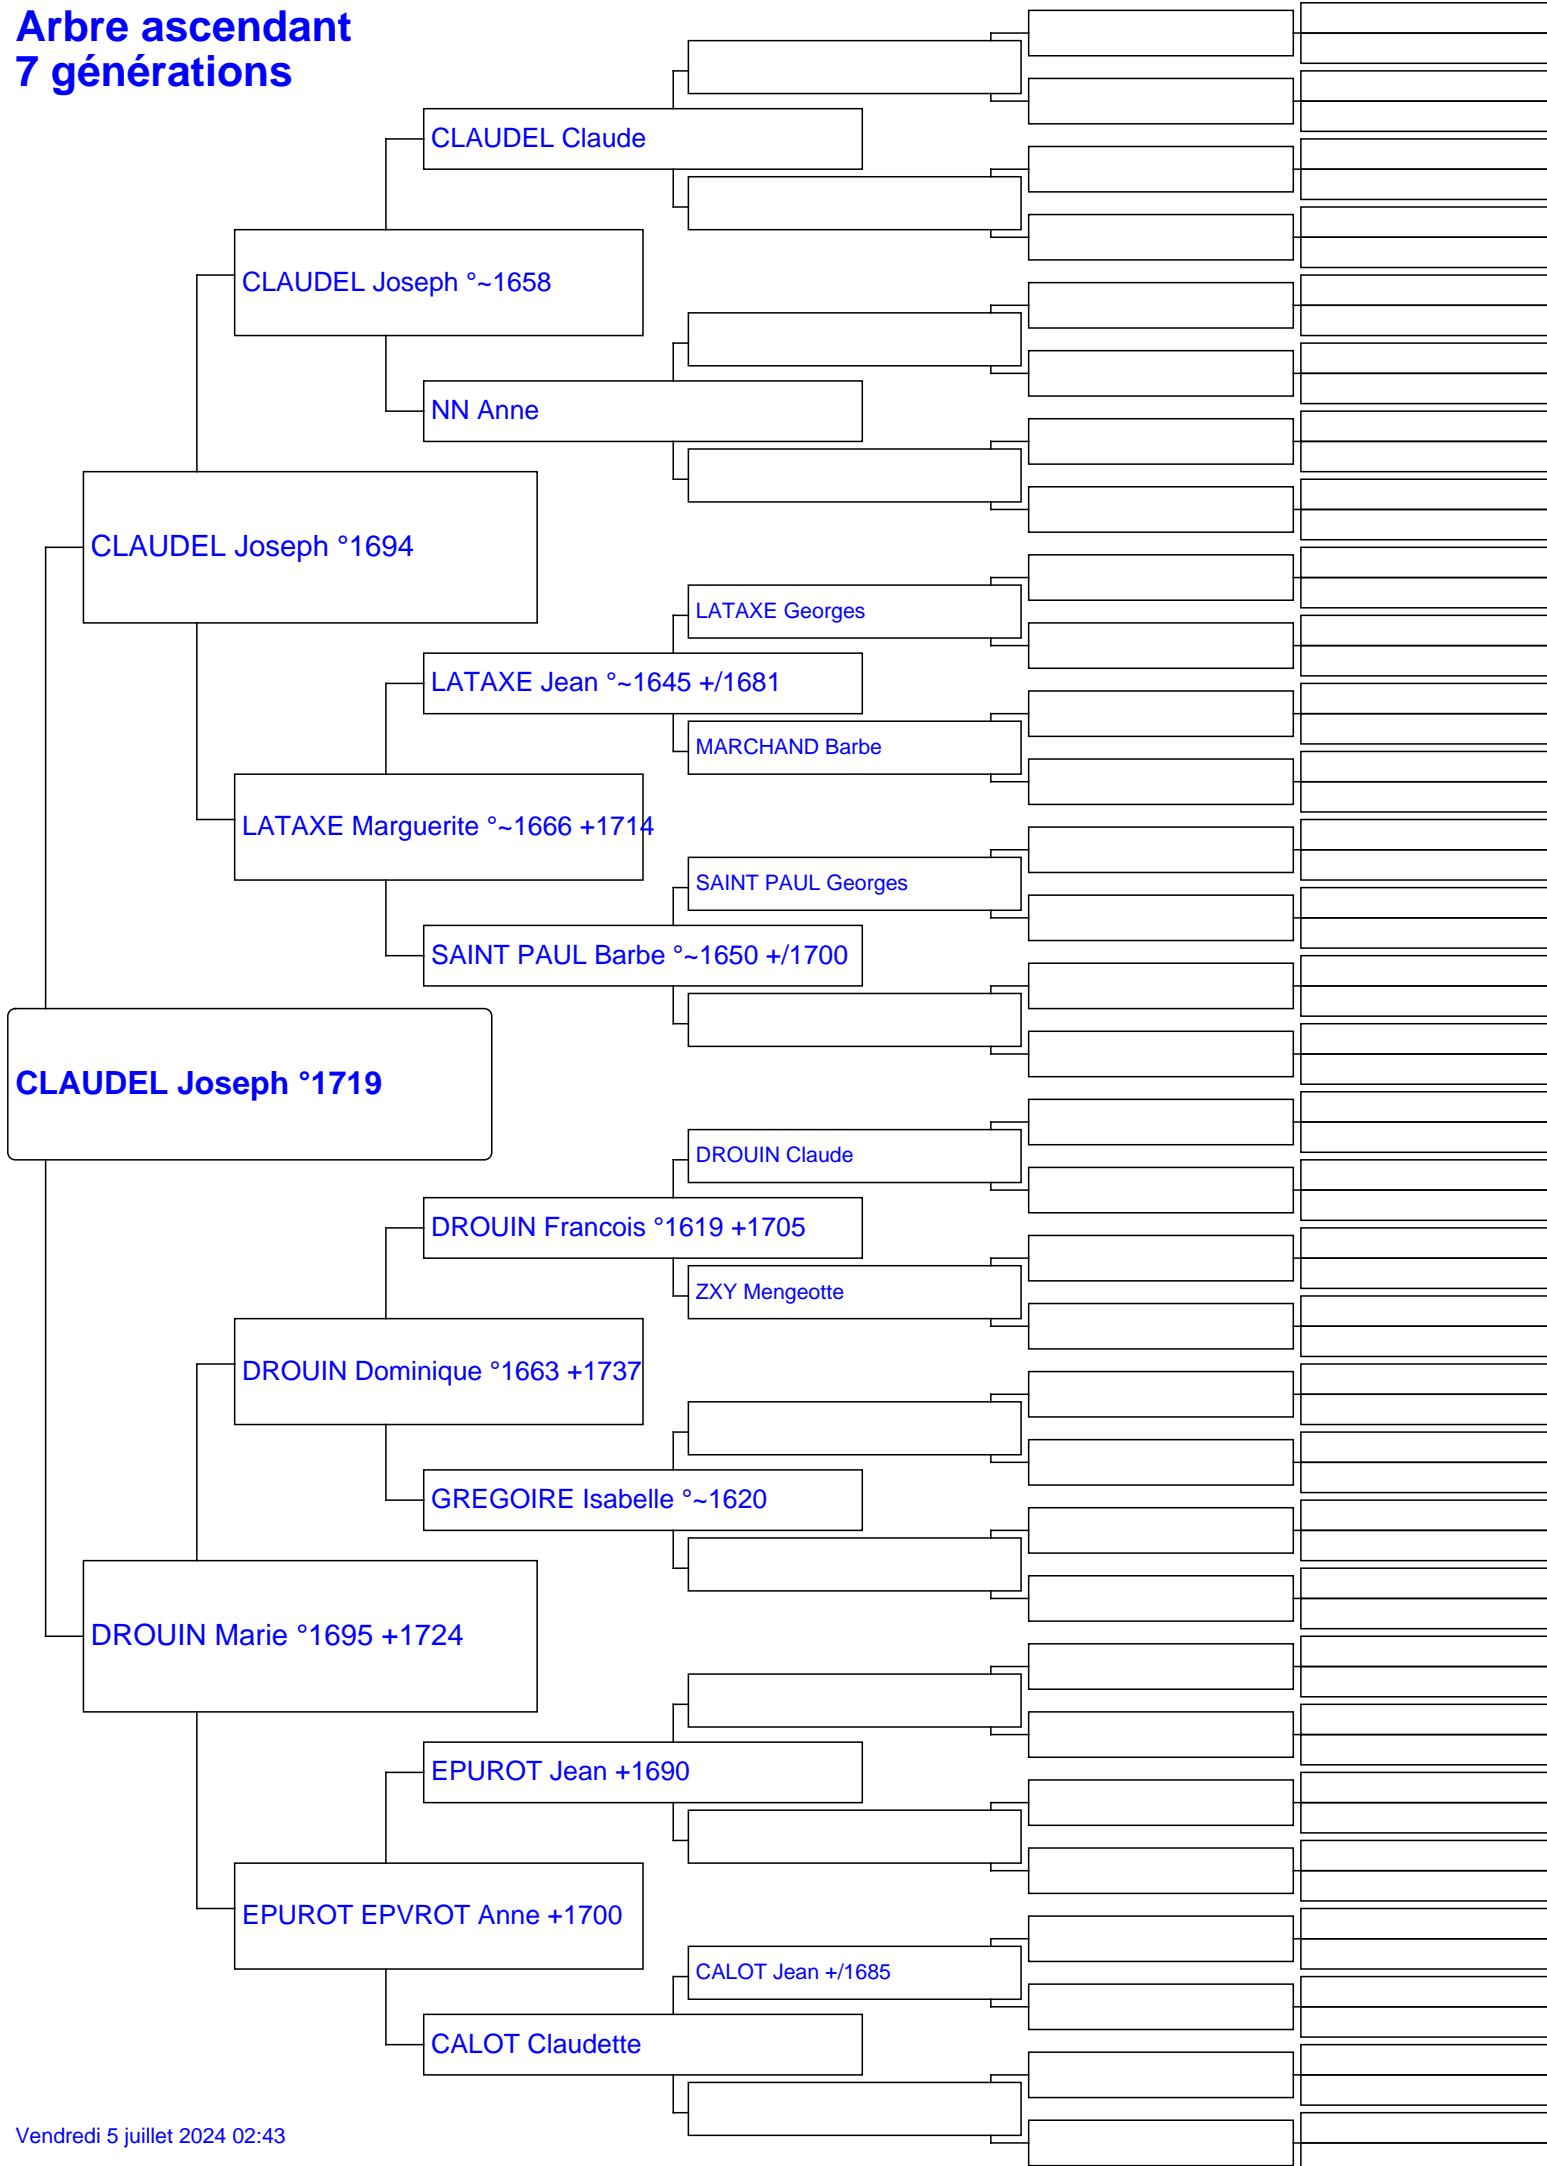 Arbre ascendant
7 générations
CLAUDEL Claude
CLAUDEL Joseph °~1658
NN Anne
CLAUDEL Joseph °1694
LATAXE Georges
LATAXE Jean °~1645 +/1681
MARCHAND Barbe
LATAXE Marguerite °~1666 +1714
SAINT PAUL Georges
SAINT PAUL Barbe °~1650 +/1700
CLAUDEL Joseph °1719
DROUIN Claude
DROUIN Francois °1619 +1705
ZXY Mengeotte
DROUIN Dominique °1663 +1737
GREGOIRE Isabelle °~1620
DROUIN Marie °1695 +1724
EPUROT Jean +1690
EPUROT EPVROT Anne +1700
CALOT Jean +/1685
CALOT Claudette
Vendredi 5 juillet 2024 02:43